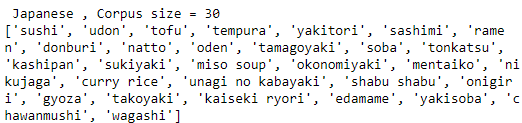 Japanese , Corpus size = 30
['sushi', 'udon', 'tofu', 'tempura', 'yakitori', 'sashimi', 'rame
n', 'donburi', 'natto', 'oden', 'tamagoyaki', 'soba', 'tonkatsu',
'kashipan', 'sukiyaki', 'miso soup', 'okonomiyaki', 'mentaiko', 'ni
kujaga', 'curry rice', 'unagi no kabayaki', 'shabu shabu', 'onigir
i', 'gyoza', 'takoyaki', 'kaiseki ryori', 'edamame', 'yakisoba', 'c
hawanmushi', 'wagashi']